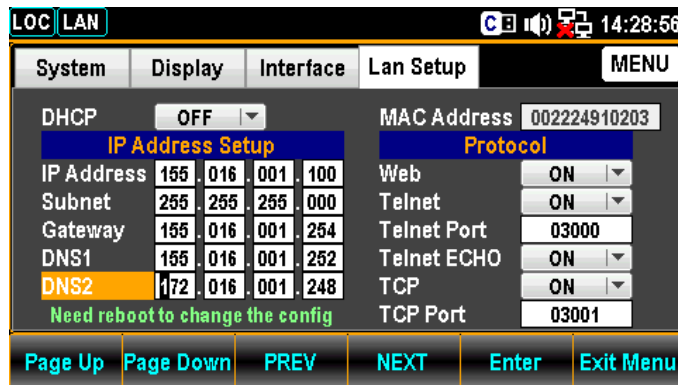 LOC LAN C 14:28:56
System Display Interface Lan Setup MENU
DHCP OFF MAC Address 002224910203
IP Address Setup Protocol
IP Address 155 . 016 . 001 . 100 Web ON
Subnet 255 . 255 . 255 . 000 Telnet ON
Gateway 155 . 016 . 001 . 254 Telnet Port 03000
DNS1 155 . 016 . 001 . 252 Telnet ECHO ON
DNS2 172 . 016 . 001 . 248 TCP ON
Need reboot to change the config TCP Port 03001
Page Up Page Down PREV NEXT Enter Exit Menu